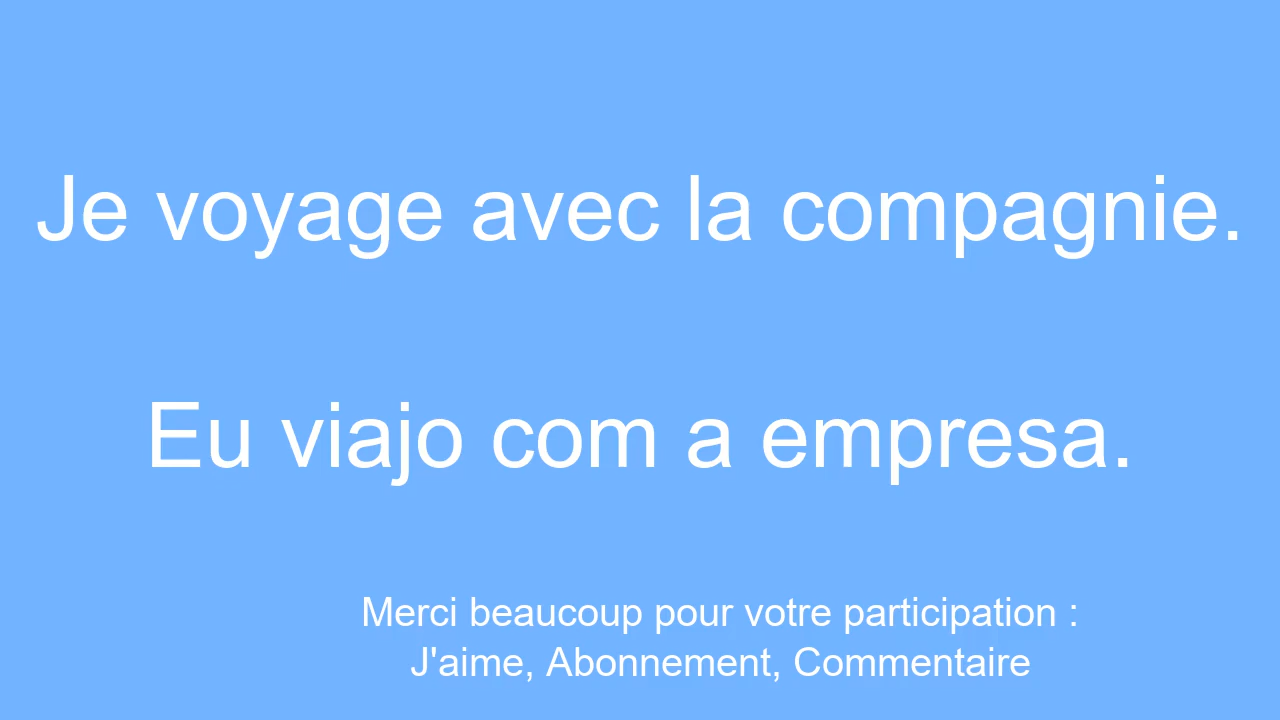 Je voyage avec la compagnie.
Eu viajo com a empresa.
Merci beaucoup pour votre participation :
J'aime, Abonnement, Commentaire